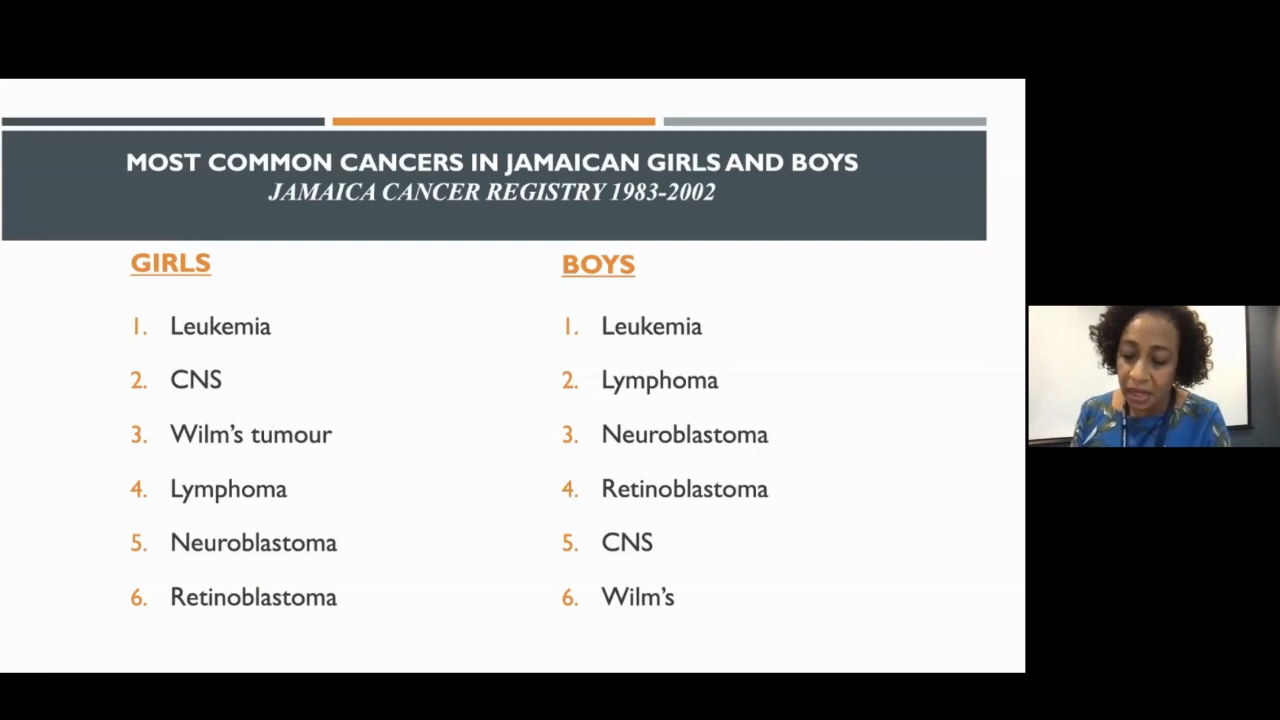 MOST COMMON CANCERS IN JAMAICAN GIRLS AND BOYS
JAMAICA CANCER REGISTRY 1983-2002
GIRLS
1. Leukemia
2. CNS
3. Wilm's tumour
4. Lymphoma
5. Neuroblastoma
6. Retinoblastoma
BOYS
1. Leukemia
2. Lymphoma
3. Neuroblastoma
4. Retinoblastoma
5. CNS
6. Wilm's